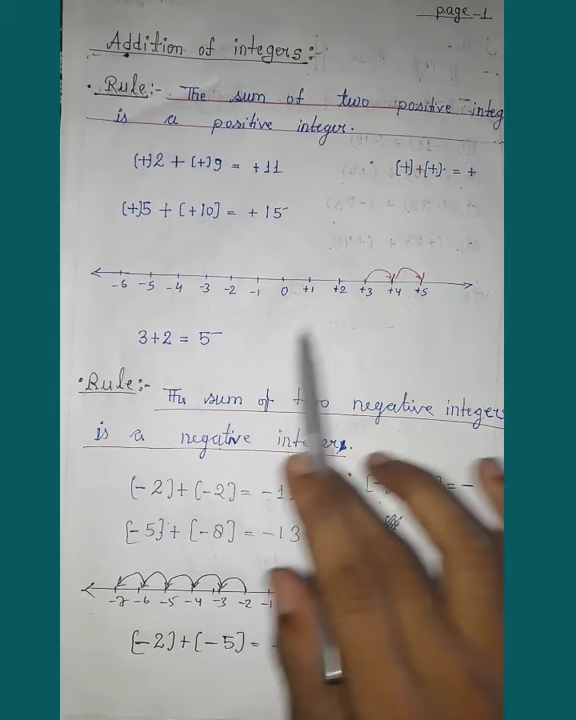 page-1
Addition of integers:-
• Rule:- The sum of two positive integ
is a positive integer.
(+)2 + (+)9 = +11 (+)+(+) = +
(+)5 + (+10) = +15
-6 -5 -4 -3 -2 -1 0 +1 +2 +3 +4 +5
3+2 = 5
• Rule:- The sum of two negative integer
is a negative integer.
(-2)+(-2) = -1 = -
(-5)+(-8) = -13
-7 -6 -5 -4 -3 -2 -1
(-2)+(-5) = -